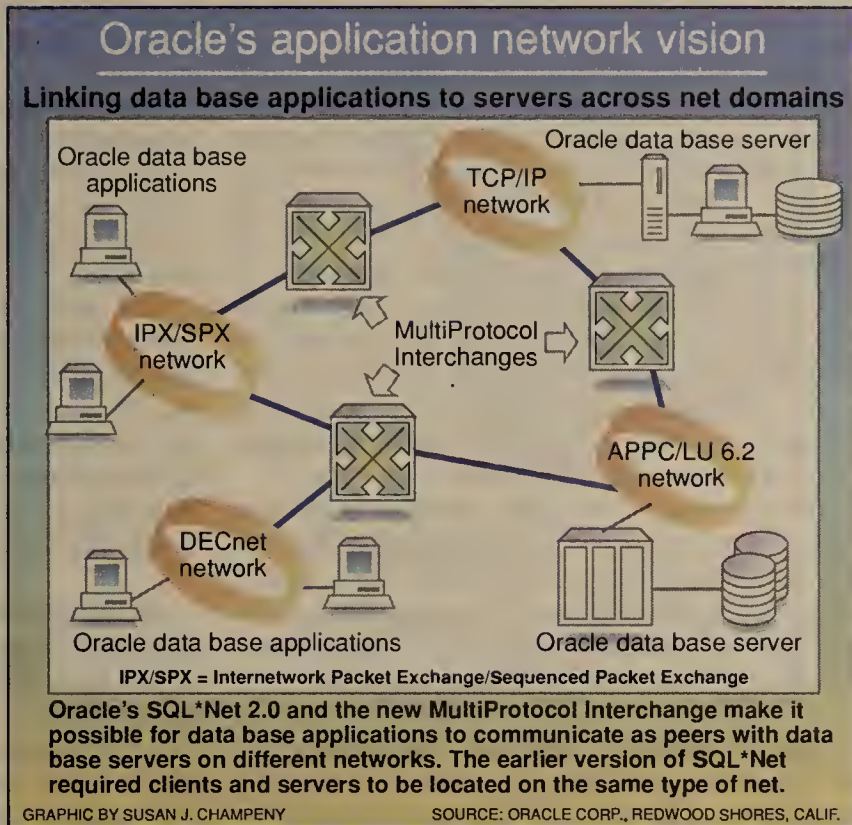 Oracle's application network vision
Linking data base applications to servers across net domains
Oracle data base
applications
TCP/IP
network
Oracle data base server
IPX/SPX
network
MultiProtocol
Interchanges
APPC/LU 6.2
network
DECnet
network
Oracle data base applications
Oracle data base server
IPX/SPX = Internetwork Packet Exchange/Sequenced Packet Exchange
Oracle's SQL*Net 2.0 and the new MultiProtocol Interchange make it
possible for data base applications to communicate as peers with data
base servers on different networks. The earlier version of SQL*Net
required clients and servers to be located on the same type of net.
GRAPHIC BY SUSAN J. CHAMPENY
SOURCE: ORACLE CORP., REDWOOD SHORES, CALIF.